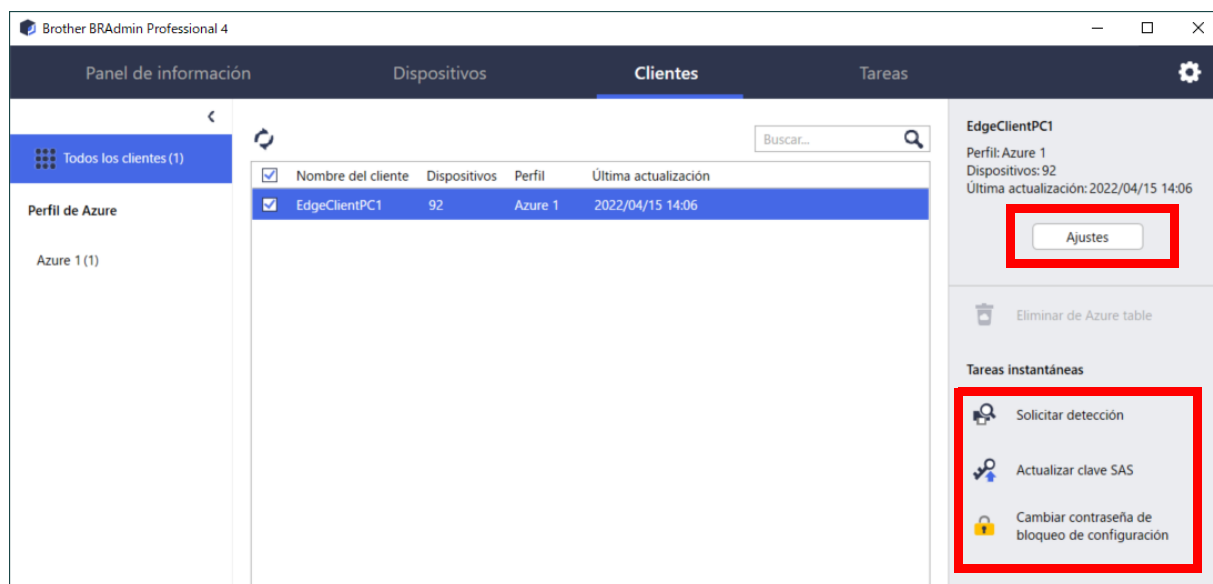 Brother BRAdmin Professional 4
Panel de información Dispositivos Clientes Tareas
Todos los clientes (1)
Perfil de Azure
Azure 1 (1)
Buscar...
Nombre del cliente Dispositivos Perfil Última actualización
EdgeClientPC1 92 Azure 1 2022/04/15 14:06
EdgeClientPC1
Perfil: Azure 1
Dispositivos: 92
Última actualización: 2022/04/15 14:06
Ajustes
Eliminar de Azure table
Tareas instantáneas
Solicitar detección
Actualizar clave SAS
Cambiar contraseña de
bloqueo de configuración